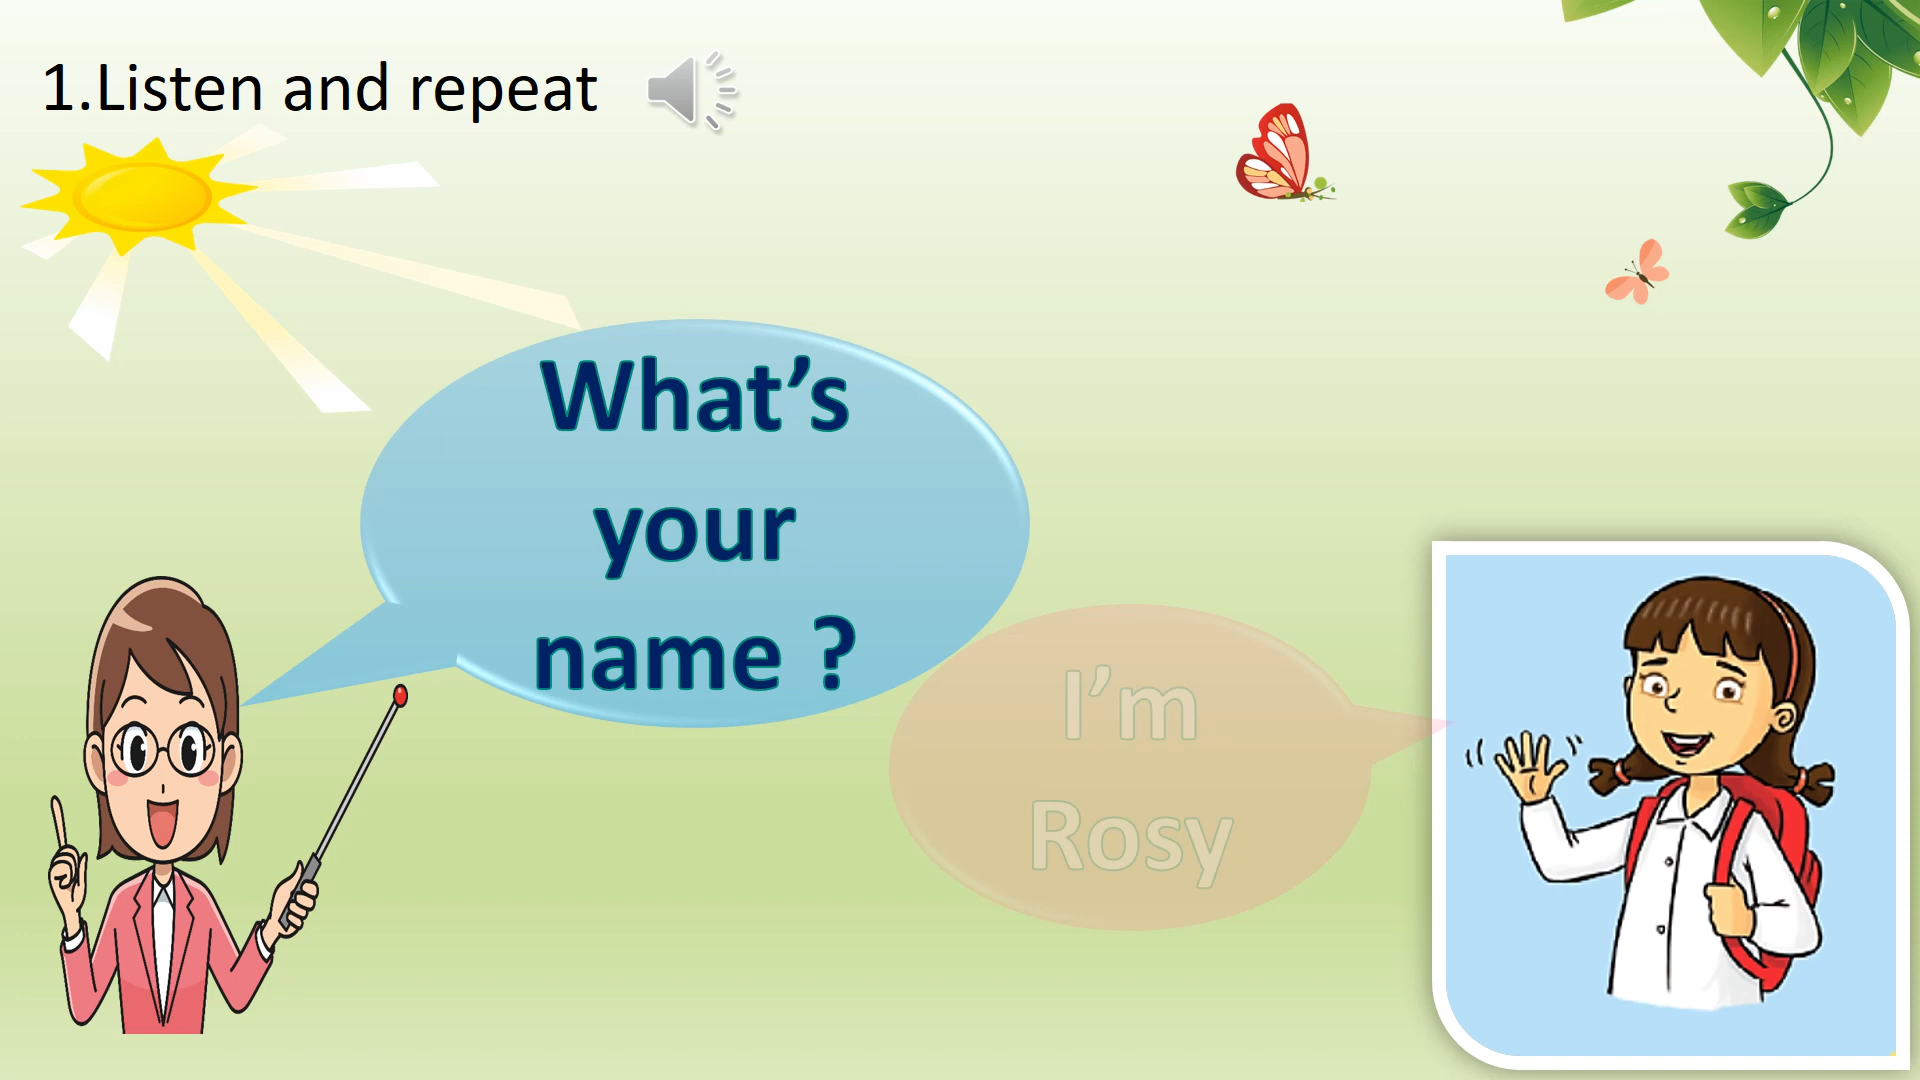 1.Listen and repeat
What’s
your
name ?
I’m
Rosy